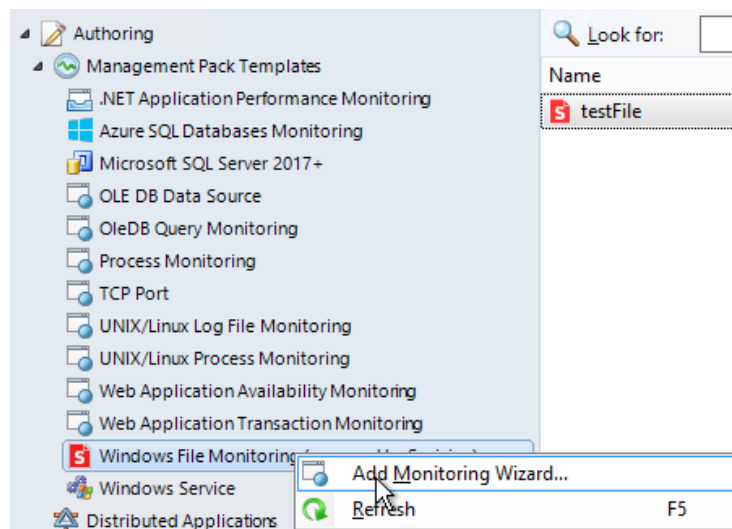 Authoring
Management Pack Templates
.NET Application Performance Monitoring
Azure SQL Databases Monitoring
Microsoft SQL Server 2017+
OLE DB Data Source
OleDB Query Monitoring
Process Monitoring
TCP Port
UNIX/Linux Log File Monitoring
UNIX/Linux Process Monitoring
Web Application Availability Monitoring
Web Application Transaction Monitoring
Windows File Monitoring
Windows Service
Distributed Applications
Look for:
Name
testFile
Add Monitoring Wizard...
Refresh F5